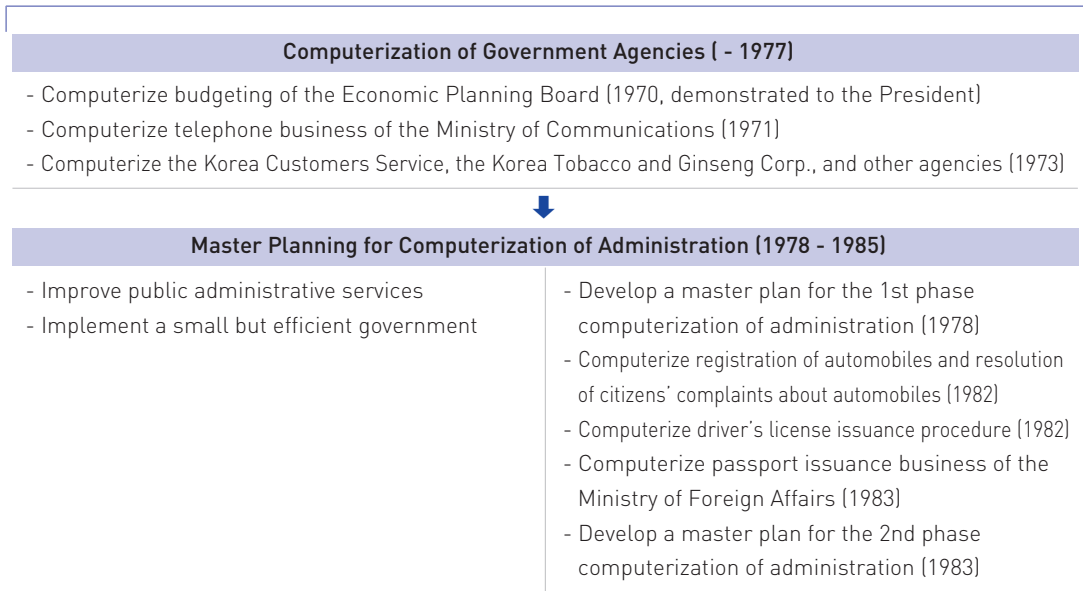 Computerization of Government Agencies ( - 1977)
- Computerize budgeting of the Economic Planning Board (1970, demonstrated to the President)
- Computerize telephone business of the Ministry of Communications (1971)
- Computerize the Korea Customers Service, the Korea Tobacco and Ginseng Corp., and other agencies (1973)
Master Planning for Computerization of Administration (1978 - 1985)
- Improve public administrative services
- Implement a small but efficient government
- Develop a master plan for the 1st phase
computerization of administration (1978)
- Computerize registration of automobiles and resolution
of citizens’ complaints about automobiles (1982)
- Computerize driver’s license issuance procedure (1982)
- Computerize passport issuance business of the
Ministry of Foreign Affairs (1983)
- Develop a master plan for the 2nd phase
computerization of administration (1983)